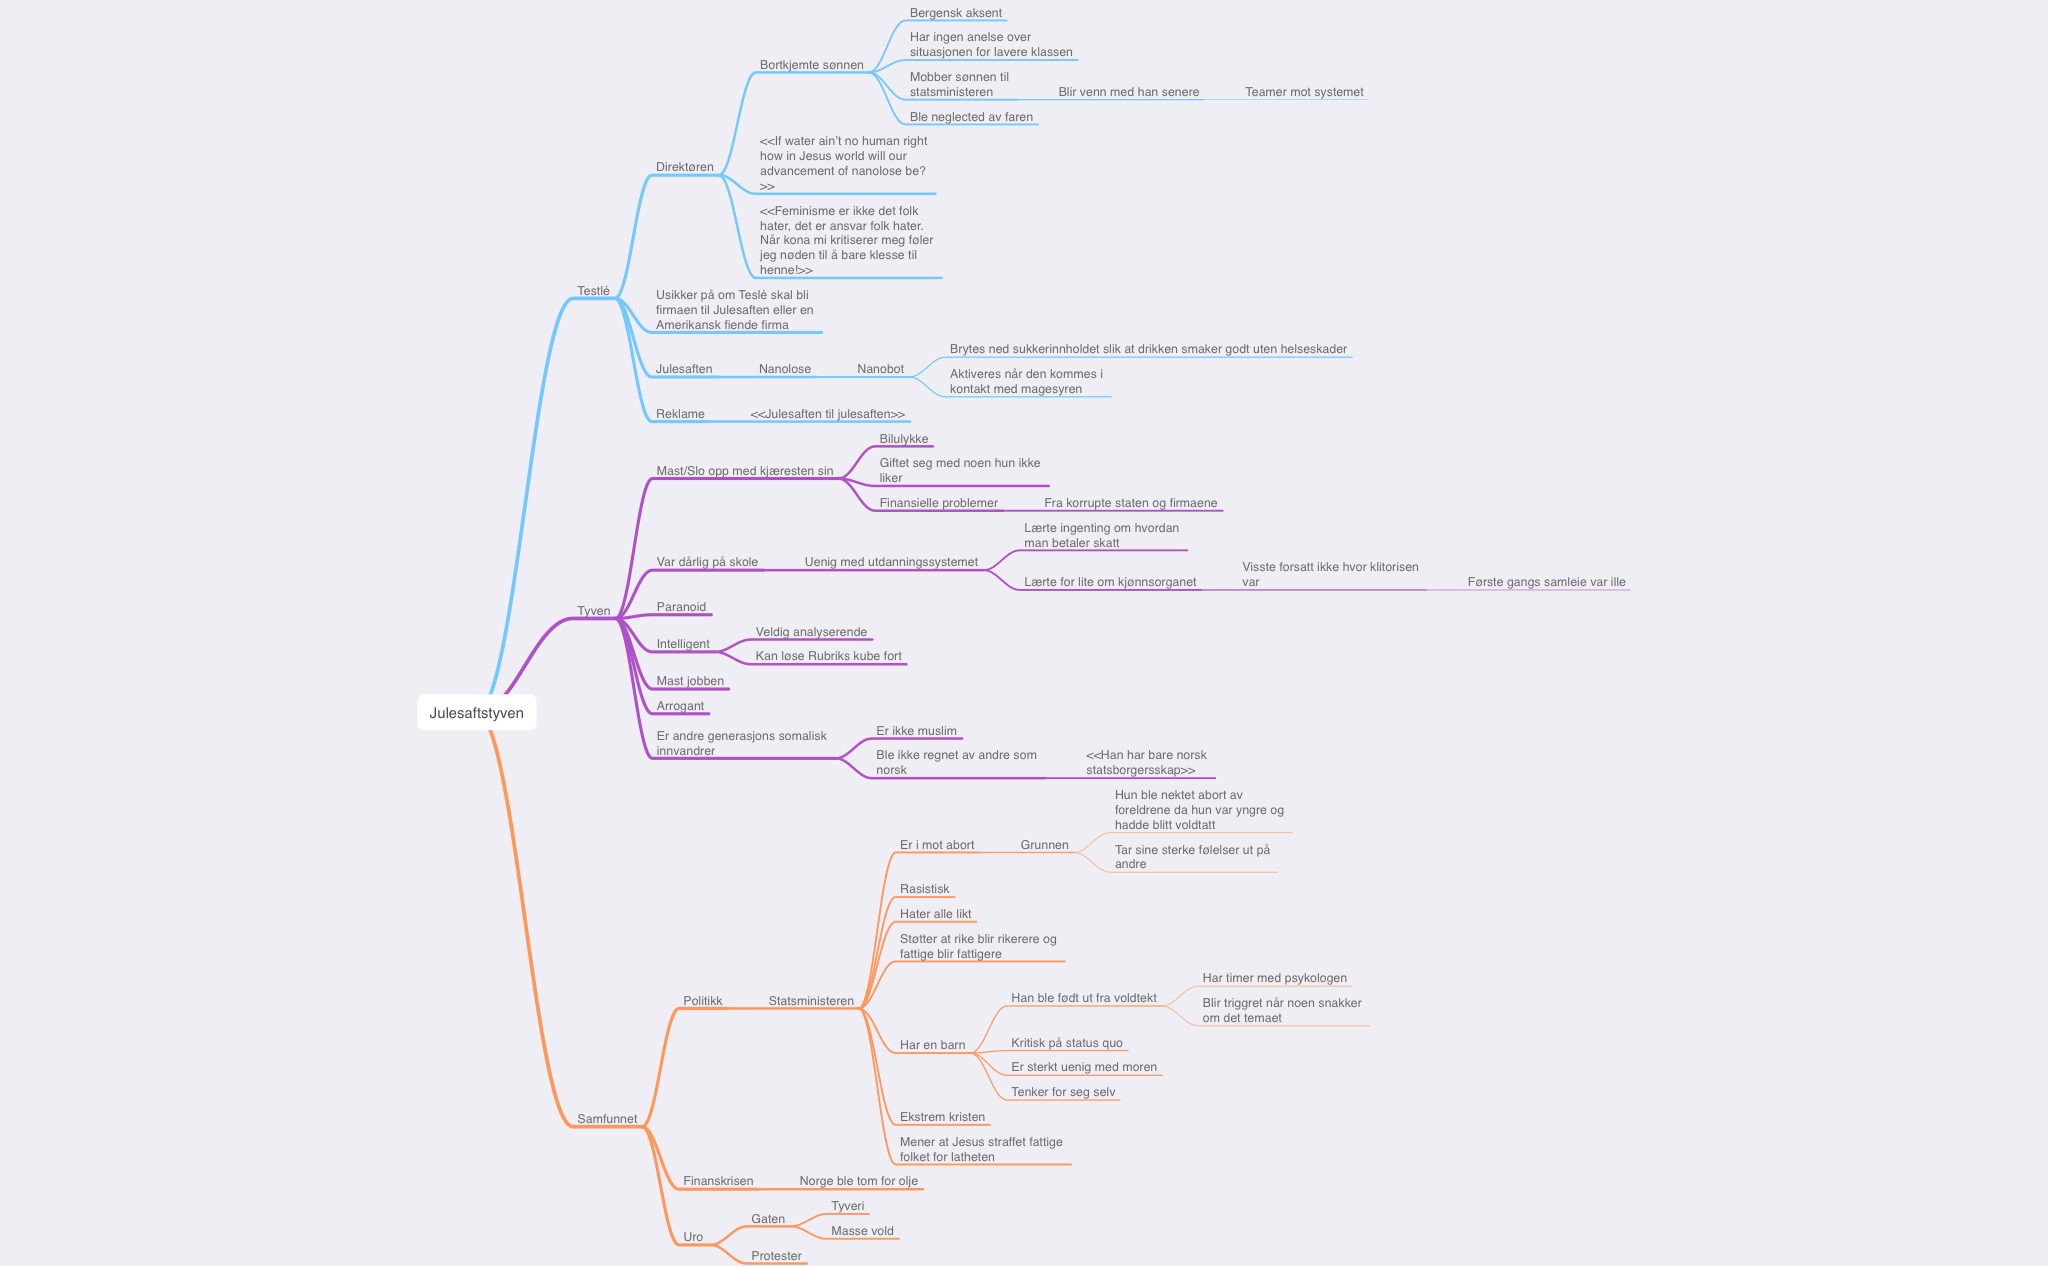 Bergensk aksent
Har ingen anelse over
situasjonen for lavere klassen
Bortkjemte sønnen
Mobber sønnen til
statsministeren
Blir venn med han senere
Teamer mot systemet
Ble neglected av faren
<<If water ain't no human right
how in Jesus world will our
advancement of nanolose be?
>>
Direktøren
<<Feminisme er ikke det folk
hater, det er ansvar folk hater.
Når kona mi kritiserer meg føler
jeg nøden til å bare klesse til
henne!>>
Testlé
Usikker på om Teslé skal bli
firmaen til Julesaften eller en
Amerikansk fiende firma
Julesaften
Nanolose
Nanobot
Brytes ned sukkerinnholdet slik at drikken smaker godt uten helseskader
Aktiveres når den kommes i
kontakt med magesyren
Reklame
<<Julesaften til julesaften>>
Mast/Slo opp med kjæresten sin
Bilulykke
Giftet seg med noen hun ikke
liker
Finansielle problemer
Fra korrupte staten og firmaene
Var dårlig på skole
Uenig med utdanningssystemet
Lærte ingenting om hvordan
man betaler skatt
Lærte for lite om kjønnsorganet
Visste forsatt ikke hvor klitorisen
var
Første gangs samleie var ille
Tyven
Paranoid
Intelligent
Veldig analyserende
Kan løse Rubriks kube fort
Mast jobben
Arrogant
Er andre generasjons somalisk
innvandrer
Er ikke muslim
Ble ikke regnet av andre som
norsk
<<Han har bare norsk
statsborgersskap>>
Julesaftstyven
Er i mot abort
Grunnen
Hun ble nektet abort av
foreldrene da hun var yngre og
hadde blitt voldtatt
Tar sine sterke følelser ut på
andre
Rasistisk
Hater alle likt
Støtter at rike blir rikerere og
fattige blir fattigere
Politikk
Statsministeren
Har en barn
Han ble født ut fra voldtekt
Har timer med psykologen
Blir triggret når noen snakker
om det temaet
Kritisk på status quo
Er sterkt uenig med moren
Tenker for seg selv
Ekstrem kristen
Mener at Jesus straffet fattige
folket for latheten
Samfunnet
Finanskrisen
Norge ble tom for olje
Uro
Gaten
Tyveri
Masse vold
Protester